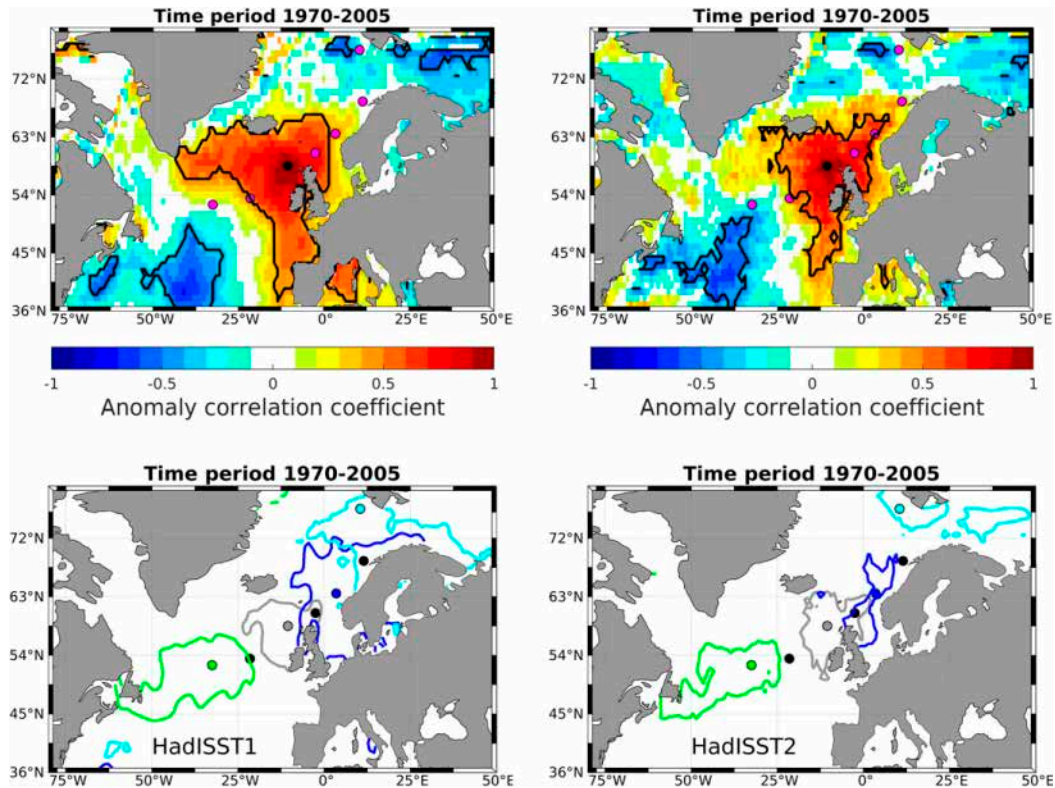 Time period 1970-2005
Time period 1970-2005
72°N
63°N
54°N
45°N
36°N
75°W 50°W 25°W 0°E 25°E 50°E
72°N
63°N
54°N
45°N
36°N
75°W 50°W 25°W 0° 25°E 50°E
-1 -0.5 0 0.5 1
Anomaly correlation coefficient
-1 -0.5 0 0.5 1
Anomaly correlation coefficient
Time period 1970-2005
Time period 1970-2005
72°N
63°N
54°N
45°N
36°N
HadISST1
75°W 50°W 25°W 0°E 25°E 50°E
72°N
63°N
54°N
45°N
36°N
HadISST2
75°W 50°W 25°W 0° 25°E 50°E